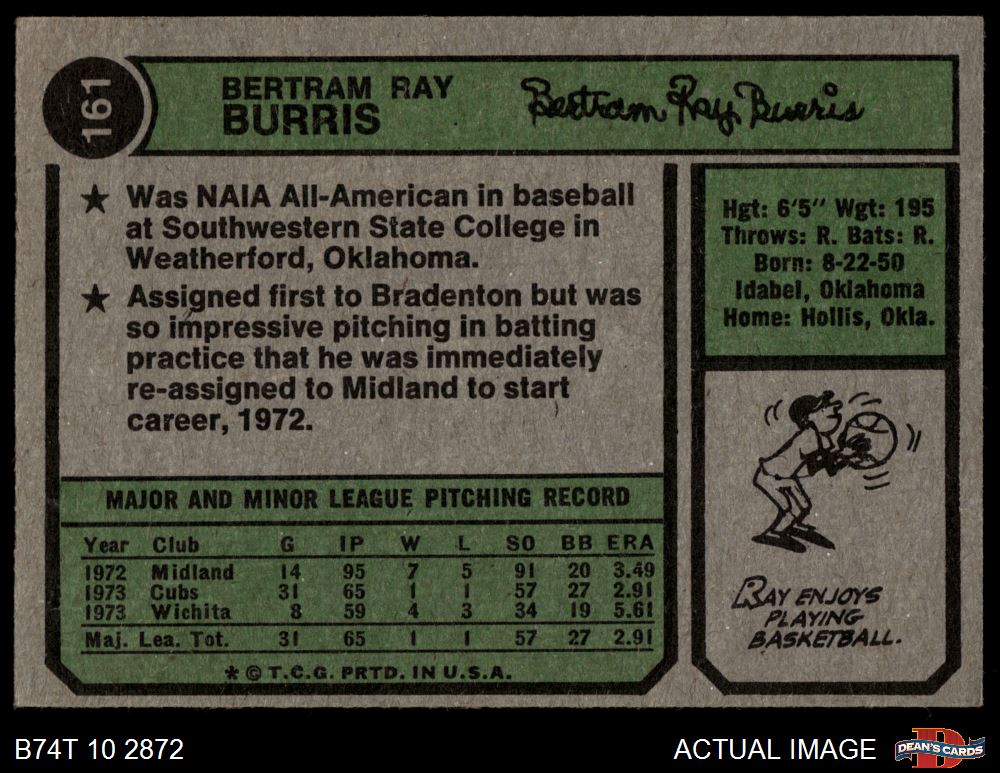 161
BERTRAM RAY
BURRIS
Bertram Ray Burris
★ Was NAIA All-American in baseball
at Southwestern State College in
Weatherford, Oklahoma.
★ Assigned first to Bradenton but was
so impressive pitching in batting
practice that he was immediately
re-assigned to Midland to start
career, 1972.
Hgt: 6'5" Wgt: 195
Throws: R. Bats: R.
Born: 8-22-50
Idabel, Oklahoma
Home: Hollis, Okla.
RAY ENJOYS
PLAYING
BASKETBALL.
MAJOR AND MINOR LEAGUE PITCHING RECORD
Year Club G IP W L SO BB ERA
1972 Midland 14 95 7 5 91 20 3.49
1973 Cubs 31 65 1 1 57 27 2.91
1973 Wichita 8 59 4 3 34 19 5.61
Maj. Lea. Tot. 31 65 1 1 57 27 2.91
* © T.C.G. PRTD. IN U.S.A.
B74T 10 2872
ACTUAL IMAGE
D
DEAN'S CARDS